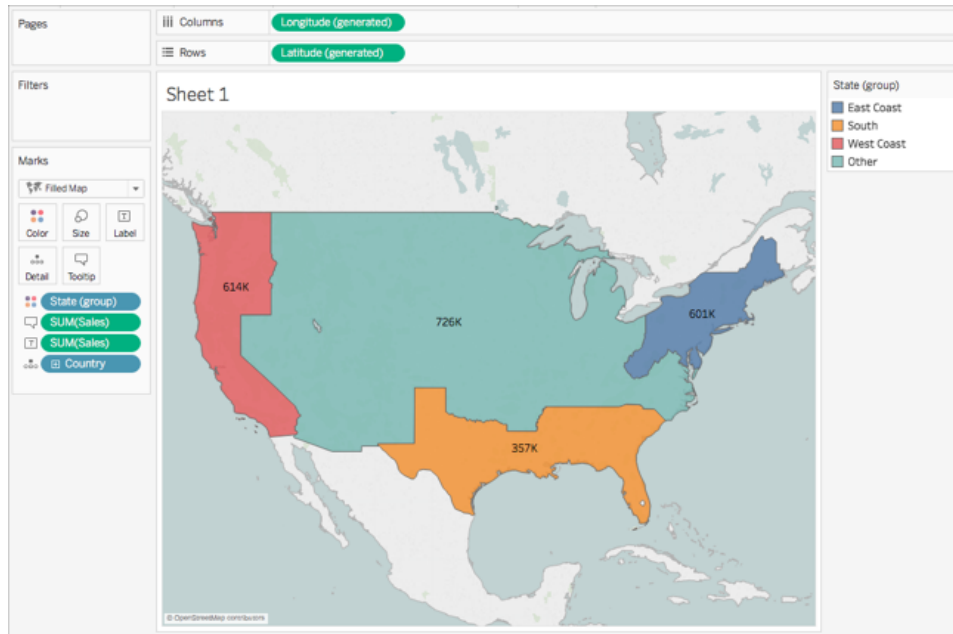 Pages
Columns
Longitude (generated)
Rows
Latitude (generated)
Filters
Sheet 1
State (group)
East Coast
South
West Coast
Other
Marks
Filled Map
Color
Size
T
Label
Detail
Tooltip
State (group)
SUM(Sales)
T
SUM(Sales)
Country
614K
726K
601K
357K
© OpenStreetMap contributors